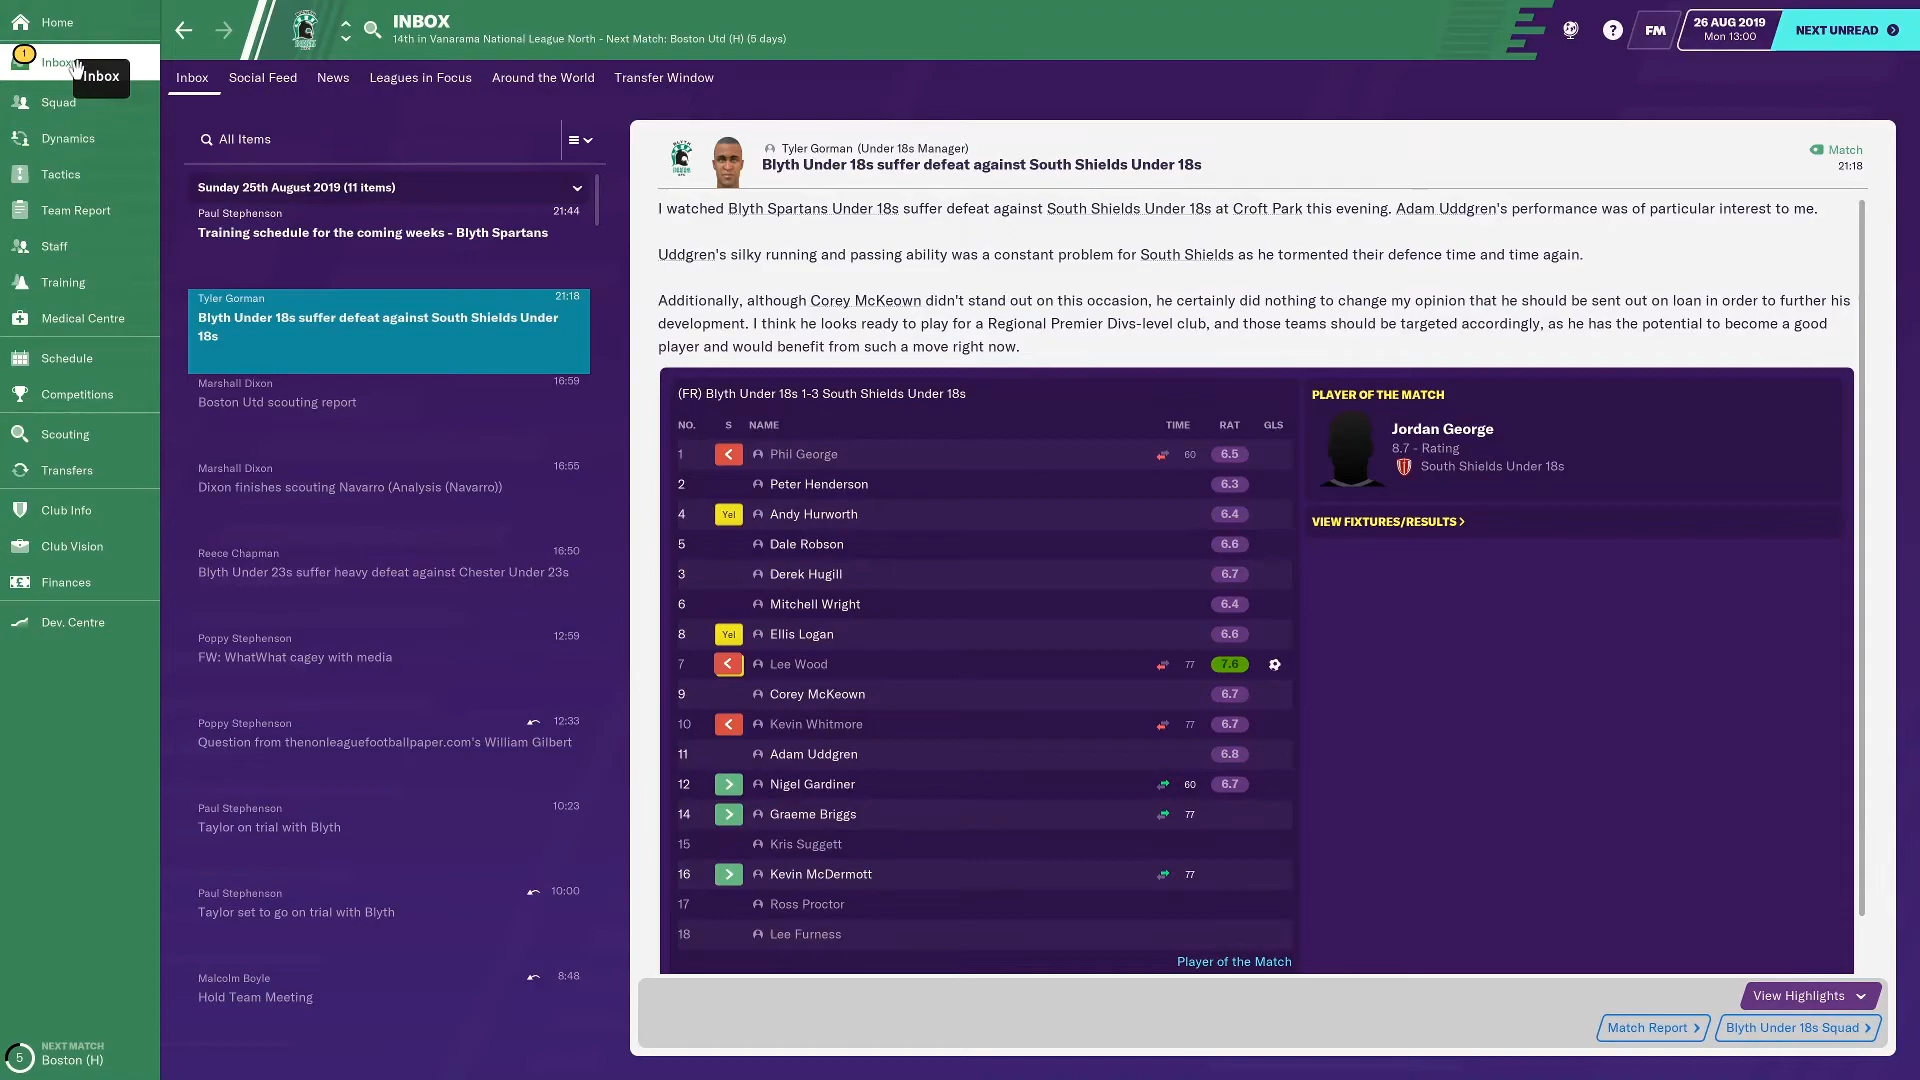 Home
1
Inbox
Inbox
Squad
Dynamics
Tactics
Team Report
Staff
Training
Medical Centre
Schedule
Competitions
Scouting
Transfers
Club Info
Club Vision
Finances
Dev. Centre
5
NEXT MATCH
Boston (H)
INBOX
14th in Vanarama National League North - Next Match: Boston Utd (H) (5 days)
? FM
26 AUG 2019
Mon 13:00
NEXT UNREAD
Inbox Social Feed News Leagues in Focus Around the World Transfer Window
All Items
Sunday 25th August 2019 (11 items)
Paul Stephenson 21:44
Training schedule for the coming weeks - Blyth Spartans
Tyler Gorman 21:18
Blyth Under 18s suffer defeat against South Shields Under
18s
Marshall Dixon 16:59
Boston Utd scouting report
Marshall Dixon 16:55
Dixon finishes scouting Navarro (Analysis (Navarro))
Reece Chapman 16:50
Blyth Under 23s suffer heavy defeat against Chester Under 23s
Poppy Stephenson 12:59
FW: WhatWhat cagey with media
Poppy Stephenson 12:33
Question from thenonleaguefootballpaper.com's William Gilbert
Paul Stephenson 10:23
Taylor on trial with Blyth
Paul Stephenson 10:00
Taylor set to go on trial with Blyth
Malcolm Boyle 8:48
Hold Team Meeting
Tyler Gorman (Under 18s Manager)
Blyth Under 18s suffer defeat against South Shields Under 18s
Match
21:18
I watched Blyth Spartans Under 18s suffer defeat against South Shields Under 18s at Croft Park this evening. Adam Uddgren's performance was of particular interest to me.
Uddgren's silky running and passing ability was a constant problem for South Shields as he tormented their defence time and time again.
Additionally, although Corey McKeown didn't stand out on this occasion, he certainly did nothing to change my opinion that he should be sent out on loan in order to further his
development. I think he looks ready to play for a Regional Premier Divs-level club, and those teams should be targeted accordingly, as he has the potential to become a good
player and would benefit from such a move right now.
(FR) Blyth Under 18s 1-3 South Shields Under 18s
NO. S NAME TIME RAT GLS
1 Phil George 60 6.5
2 Peter Henderson 6.3
4 Yel Andy Hurworth 6.4
5 Dale Robson 6.6
3 Derek Hugill 6.7
6 Mitchell Wright 6.4
8 Yel Ellis Logan 6.6
7 Lee Wood 77 7.6
9 Corey McKeown 6.7
10 Kevin Whitmore 77 6.7
11 Adam Uddgren 6.8
12 Nigel Gardiner 60 6.7
14 Graeme Briggs 77
15 Kris Suggett
16 Kevin McDermott 77
17 Ross Proctor
18 Lee Furness
Player of the Match
PLAYER OF THE MATCH
Jordan George
8.7 - Rating
South Shields Under 18s
VIEW FIXTURES/RESULTS >
View Highlights
Match Report >
Blyth Under 18s Squad >